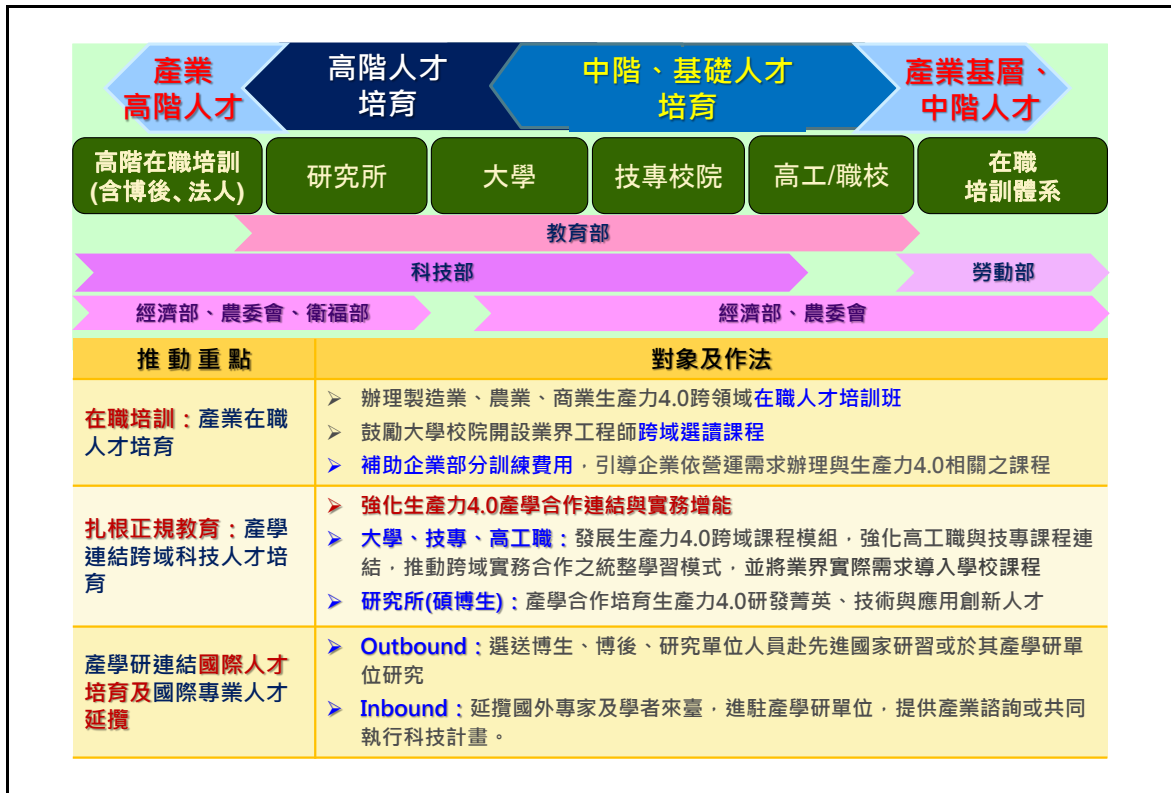 產業
高階人才
高階人才
培育
中階、基礎人才
培育
產業基層、
中階人才
高階在職培訓
(含博後、法人)
研究所
大學
技專校院
高工/職校
在職
培訓體系
教育部
科技部
勞動部
經濟部、農委會、衛福部
經濟部、農委會
推動重點
對象及作法
在職培訓：產業在職
人才培育
➢ 辦理製造業、農業、商業生產力4.0跨領域在職人才培訓班
➢ 鼓勵大學校院開設業界工程師跨域選讀課程
➢ 補助企業部分訓練費用，引導企業依營運需求辦理與生產力4.0相關之課程
扎根正規教育：產學
連結跨域科技人才培
育
➢ 強化生產力4.0產學合作連結與實務增能
➢ 大學、技專、高工職：發展生產力4.0跨域課程模組，強化高工職與技專課程連
結，推動跨域實務合作之統整學習模式，並將業界實際需求導入學校課程
➢ 研究所(碩博生)：產學合作培育生產力4.0研發菁英、技術與應用創新人才
產學研連結國際人才
培育及國際專業人才
延攬
➢ Outbound：選送博生、博後、研究單位人員赴先進國家研習或於其產學研單
位研究
➢ Inbound：延攬國外專家及學者來臺，進駐產學研單位，提供產業諮詢或共同
執行科技計畫。